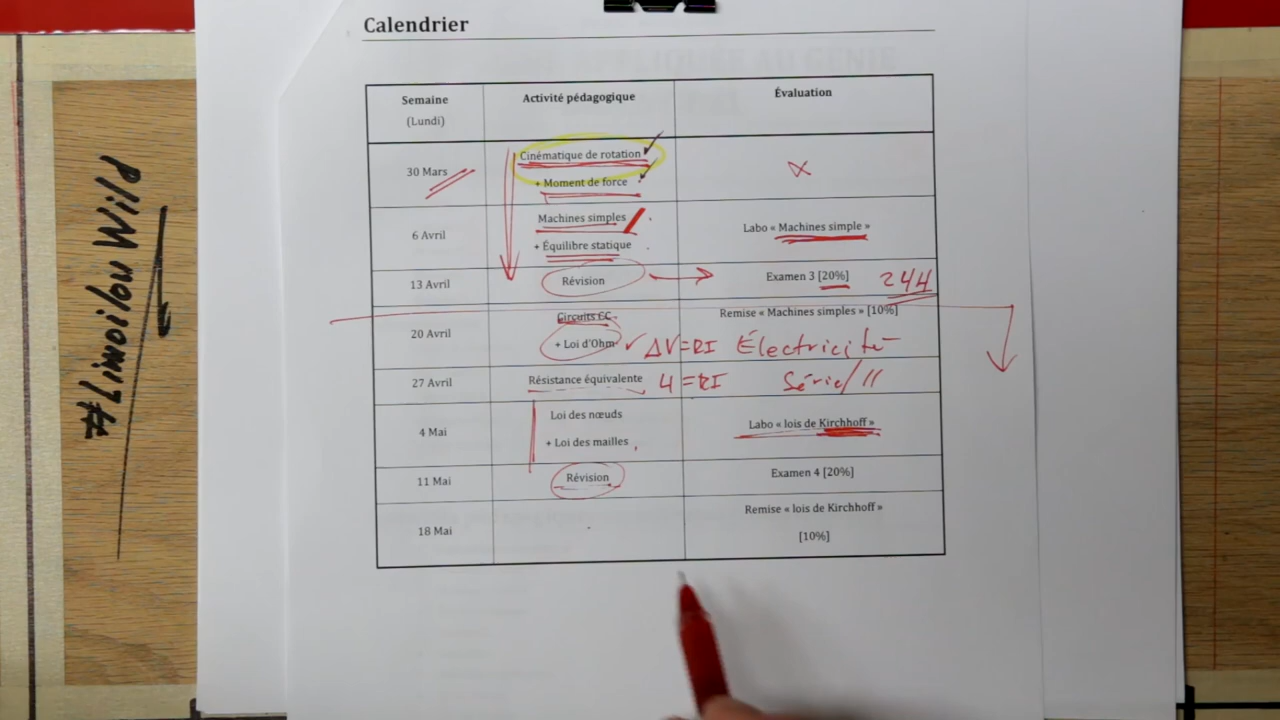 Calendrier
Semaine
(Lundi)
Activité pédagogique
Évaluation
30 Mars
Cinématique de rotation
+ Moment de force
6 Avril
Machines simples
+ Équilibre statique
Labo « Machines simple »
13 Avril
Révision
Examen 3 [20%]
244
20 Avril
Circuits CC
+ Loi d'Ohm
Remise « Machines simples » [10%]
ΔV=RI Électricité
27 Avril
Résistance équivalente
=RI
Série/ //
4 Mai
Loi des nœuds
+ Loi des mailles
Labo « lois de Kirchhoff »
11 Mai
Révision
Examen 4 [20%]
18 Mai
Remise « lois de Kirchhoff »
[10%]
#Limoilou Wild